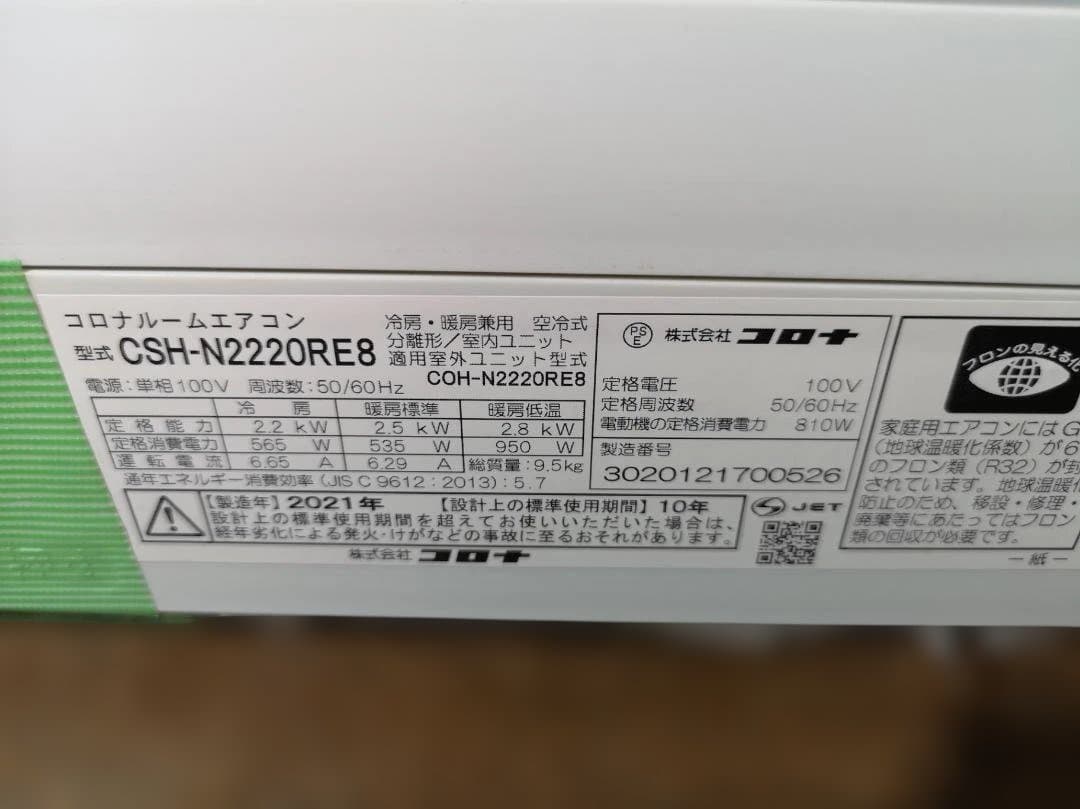 コロナルームエアコン
型式 CSH-N2220RE8
冷房・暖房兼用 空冷式
分離形/室内ユニット
適用室外ユニット型式
COH-N2220RE8
電源:単相100V 周波数:50/60Hz
冷 房 暖房標準 暖房低温
定 格 能 力 2.2 kW 2.5 kW 2.8 kW
定格消費電力 565 W 535 W 950 W
運 転 電 流 6.65 A 6.29 A 総質量:9.5kg
通年エネルギー消費効率(JIS C 9612:2013):5.7
【製造年】2021年 【設計上の標準使用期間】10年
設計上の標準使用期間を超えてお使いいただいた場合は、
経年劣化による発火・けがなどの事故に至るおそれがあります。
株式会社 コロナ
PS
E
株式会社 コロナ
定格電圧 100V
定格周波数 50/60Hz
電動機の定格消費電力 810W
製造番号
3020121700526
JET
フロンの見える化
家庭用エアコンにはG
(地球温暖化係数)が6
のフロン類(R32)が封
されています。地球温暖化
防止のため、移設・修理・
廃棄等にあたってはフロン
類の回収が必要です。
－紙－